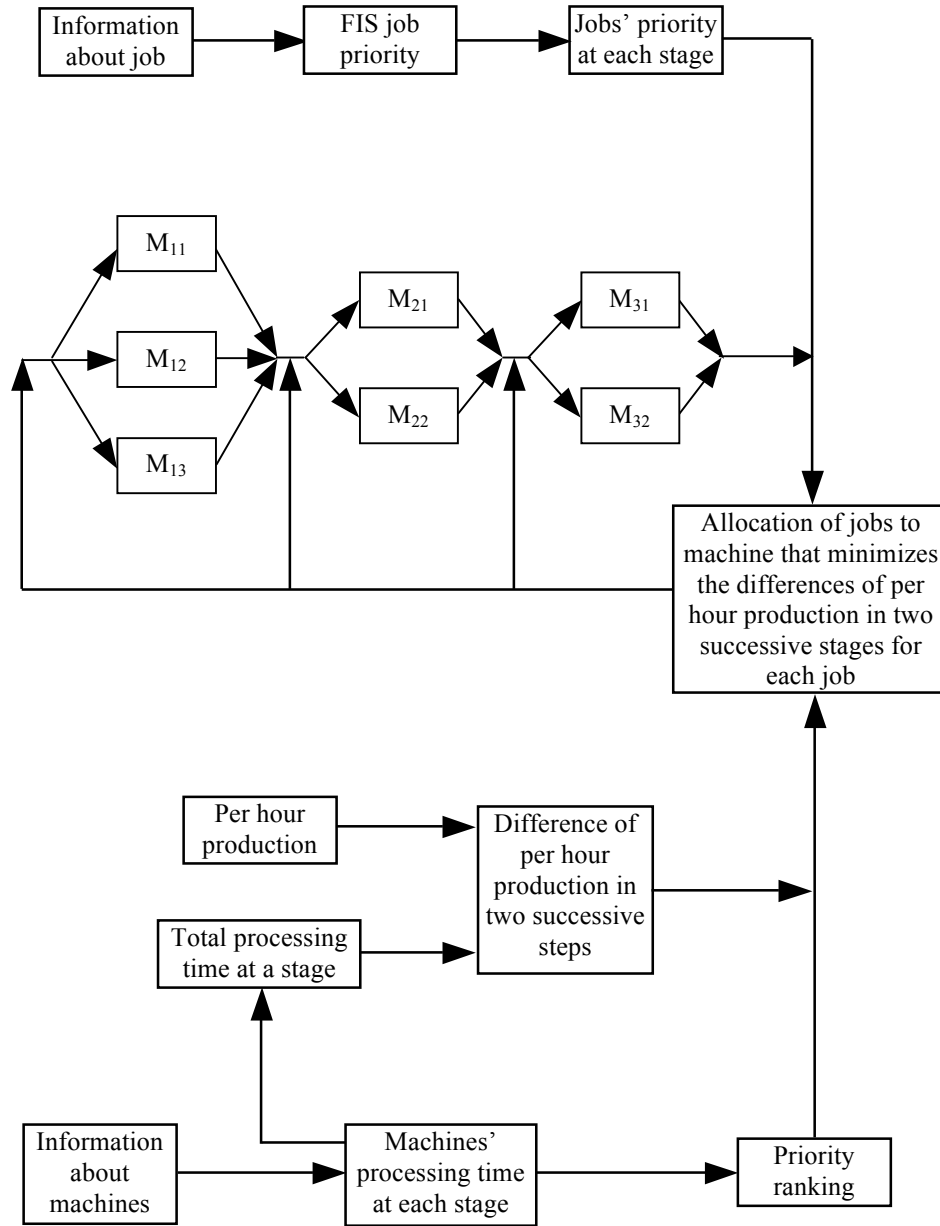 Information
about job
FIS job
priority
Jobs’ priority
at each stage
M₁₁
M₁₂
M₁₃
M₂₁
M₂₂
M₃₁
M₃₂
Allocation of jobs to
machine that minimizes
the differences of per
hour production in two
successive stages for
each job
Per hour
production
Difference of
per hour
production in
two successive
steps
Total processing
time at a stage
Information
about
machines
Machines’
processing time
at each stage
Priority
ranking